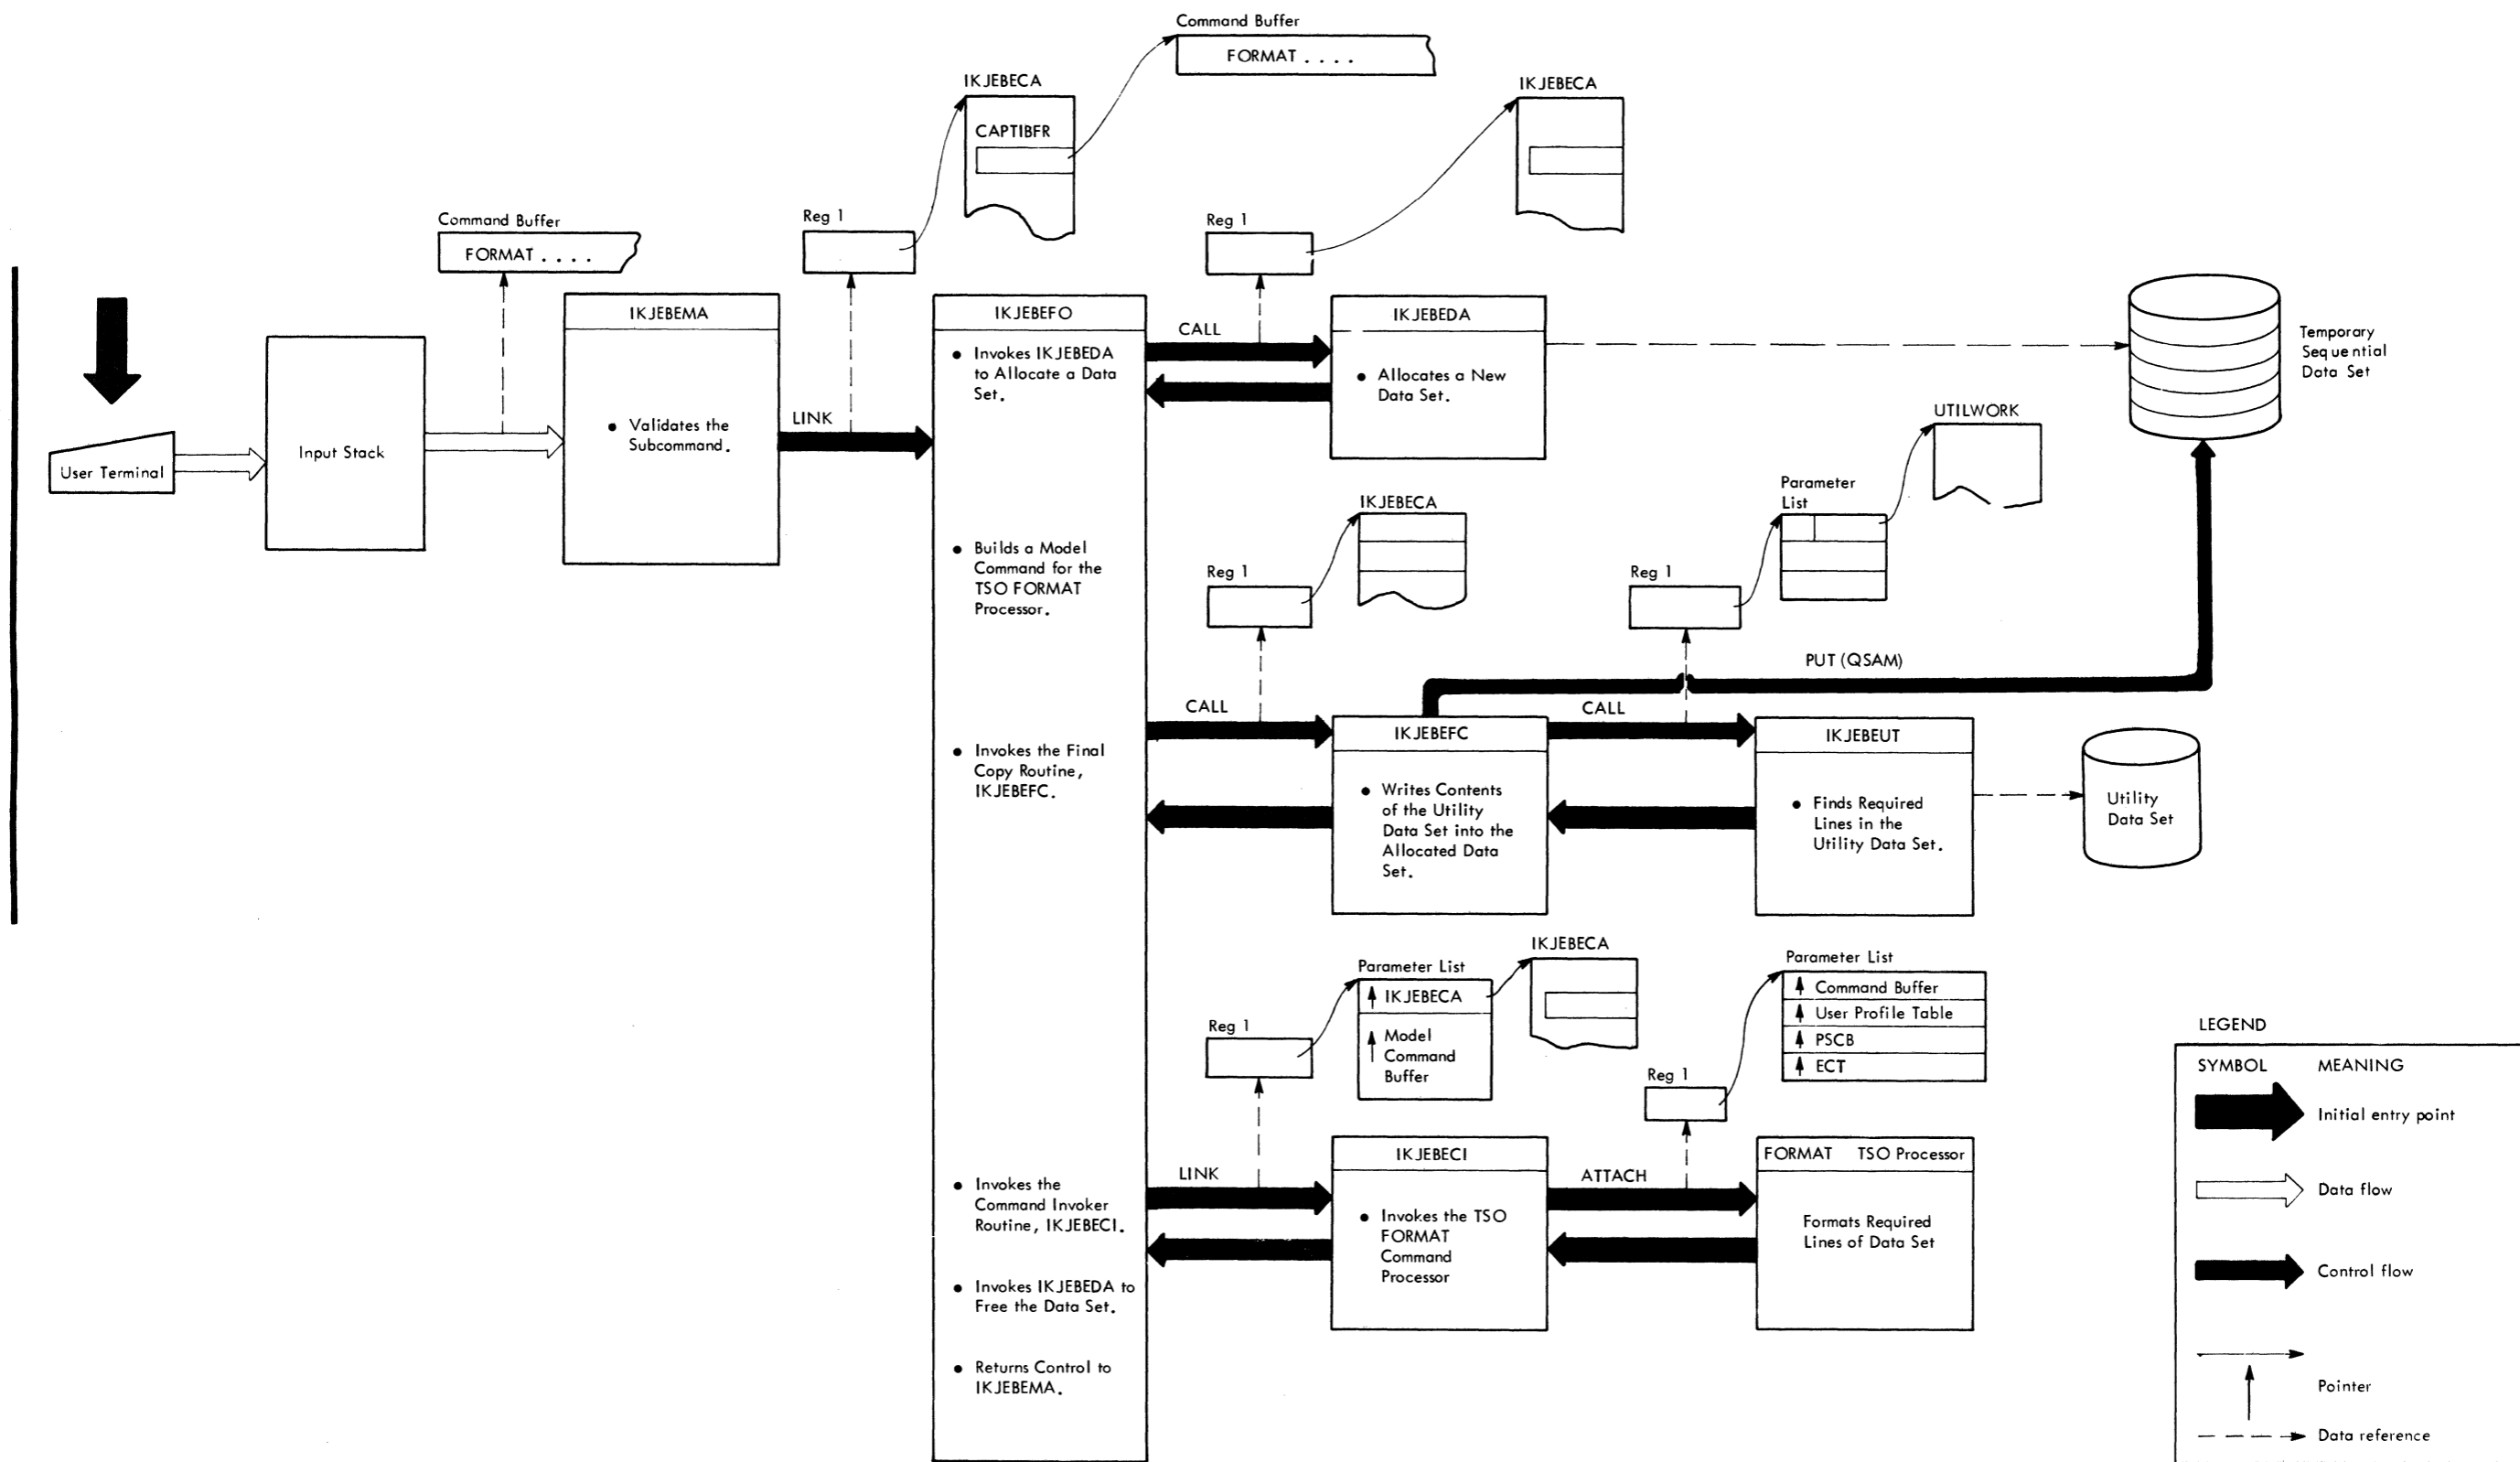 Command Buffer
FORMAT . . . .
IKJEBECA
CAPTIBFR
IKJEBECA
Command Buffer
FORMAT . . . .
Reg 1
Reg 1
User Terminal
Input Stack
IKJEBEMA
• Validates the
Subcommand.
LINK
IKJEBEFO
• Invokes IKJEBEDA
to Allocate a Data
Set.
• Builds a Model
Command for the
TSO FORMAT
Processor.
• Invokes the Final
Copy Routine,
IKJEBEFC.
• Invokes the
Command Invoker
Routine, IKJEBECI.
• Invokes IKJEBEDA to
Free the Data Set.
• Returns Control to
IKJEBEMA.
CALL
IKJEBEDA
• Allocates a New
Data Set.
Temporary
Sequential
Data Set
UTILWORK
Parameter
List
IKJEBECA
Reg 1
Reg 1
PUT (QSAM)
CALL
IKJEBEFC
• Writes Contents
of the Utility
Data Set into the
Allocated Data
Set.
CALL
IKJEBEUT
• Finds Required
Lines in the
Utility Data Set.
Utility
Data Set
IKJEBECA
Parameter List
IKJEBECA
Model
Command
Buffer
Reg 1
Parameter List
Command Buffer
User Profile Table
PSCB
ECT
Reg 1
LINK
IKJEBECI
• Invokes the TSO
FORMAT
Command
Processor
ATTACH
FORMAT TSO Processor
Formats Required
Lines of Data Set
LEGEND
SYMBOL MEANING
Initial entry point
Data flow
Control flow
Pointer
Data reference